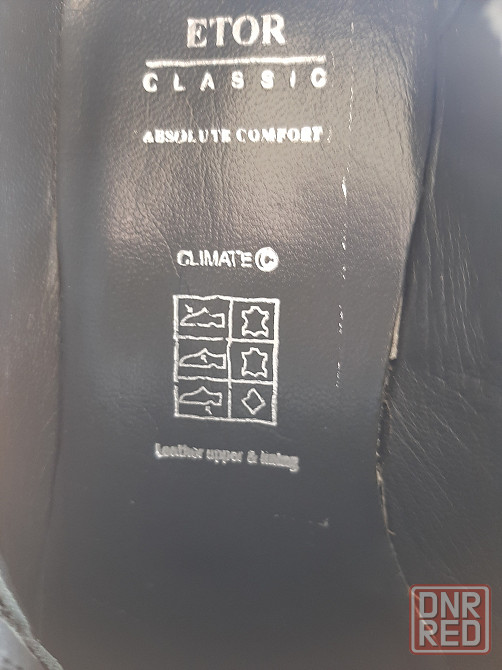 ETOR
CLASSIC
ABSOLUTE COMFORT
CLIMATE C
Leather upper & lining
DNR
RED